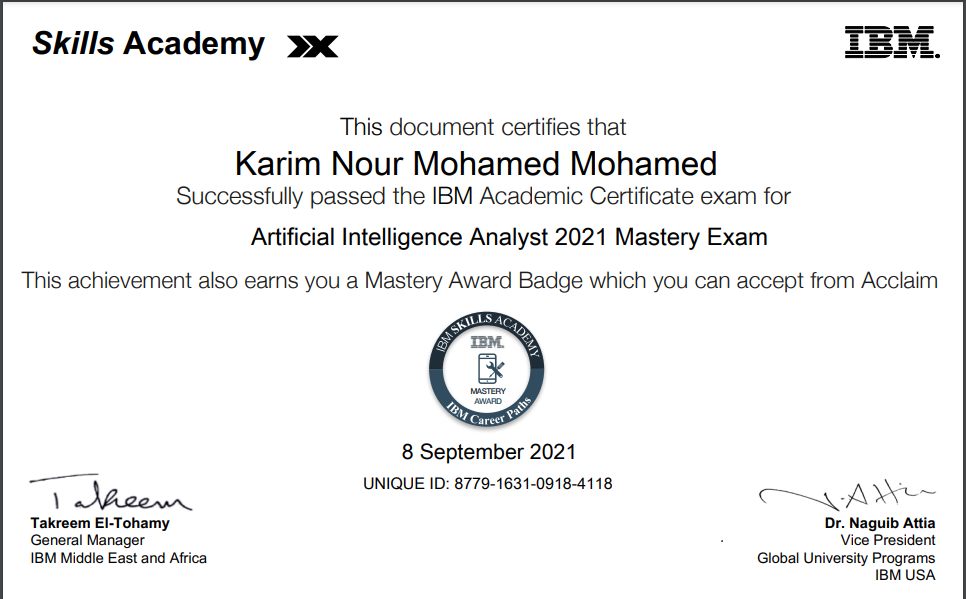 Skills Academy
IBM.
This document certifies that
Karim Nour Mohamed Mohamed
Successfully passed the IBM Academic Certificate exam for
Artificial Intelligence Analyst 2021 Mastery Exam
This achievement also earns you a Mastery Award Badge which you can accept from Acclaim
IBM SKILLS ACADEMY
IBM.
MASTERY
AWARD
IBM Career Paths
8 September 2021
UNIQUE ID: 8779-1631-0918-4118
Takreem
Takreem El-Tohamy
General Manager
IBM Middle East and Africa
N. Attia
Dr. Naguib Attia
Vice President
Global University Programs
IBM USA